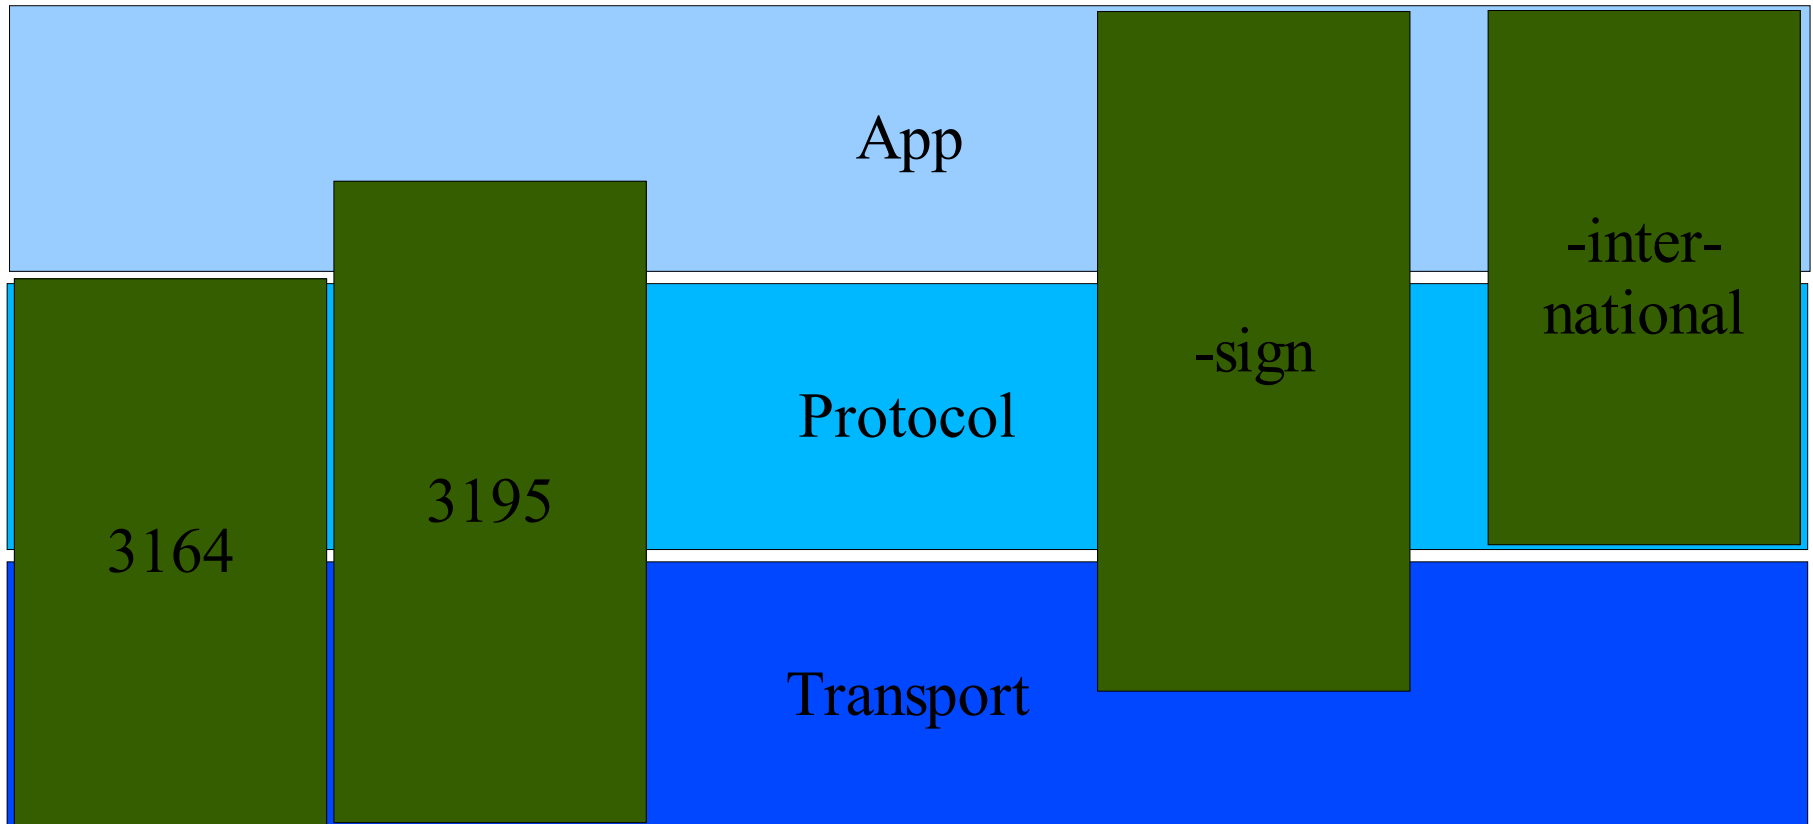 App
-inter-
national
-sign
Protocol
3195
3164
Transport